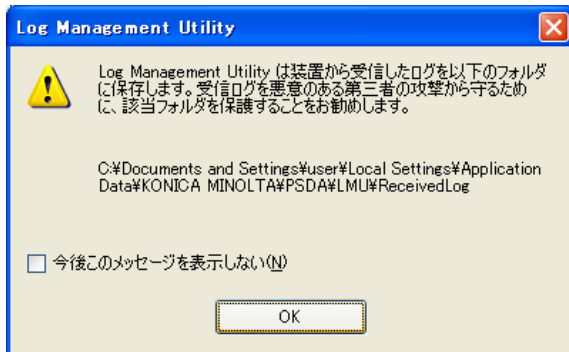 Log Management Utility
Log Management Utility は装置から受信したログを以下のフォルダ
に保存します。受信ログを悪意のある第三者の攻撃から守るため
に、該当フォルダを保護することをお勧めします。
C:¥Documents and Settings¥user¥Local Settings¥Application
Data¥KONICA MINOLTA¥PSDA¥LMU¥ReceivedLog
今後このメッセージを表示しない(N)
OK